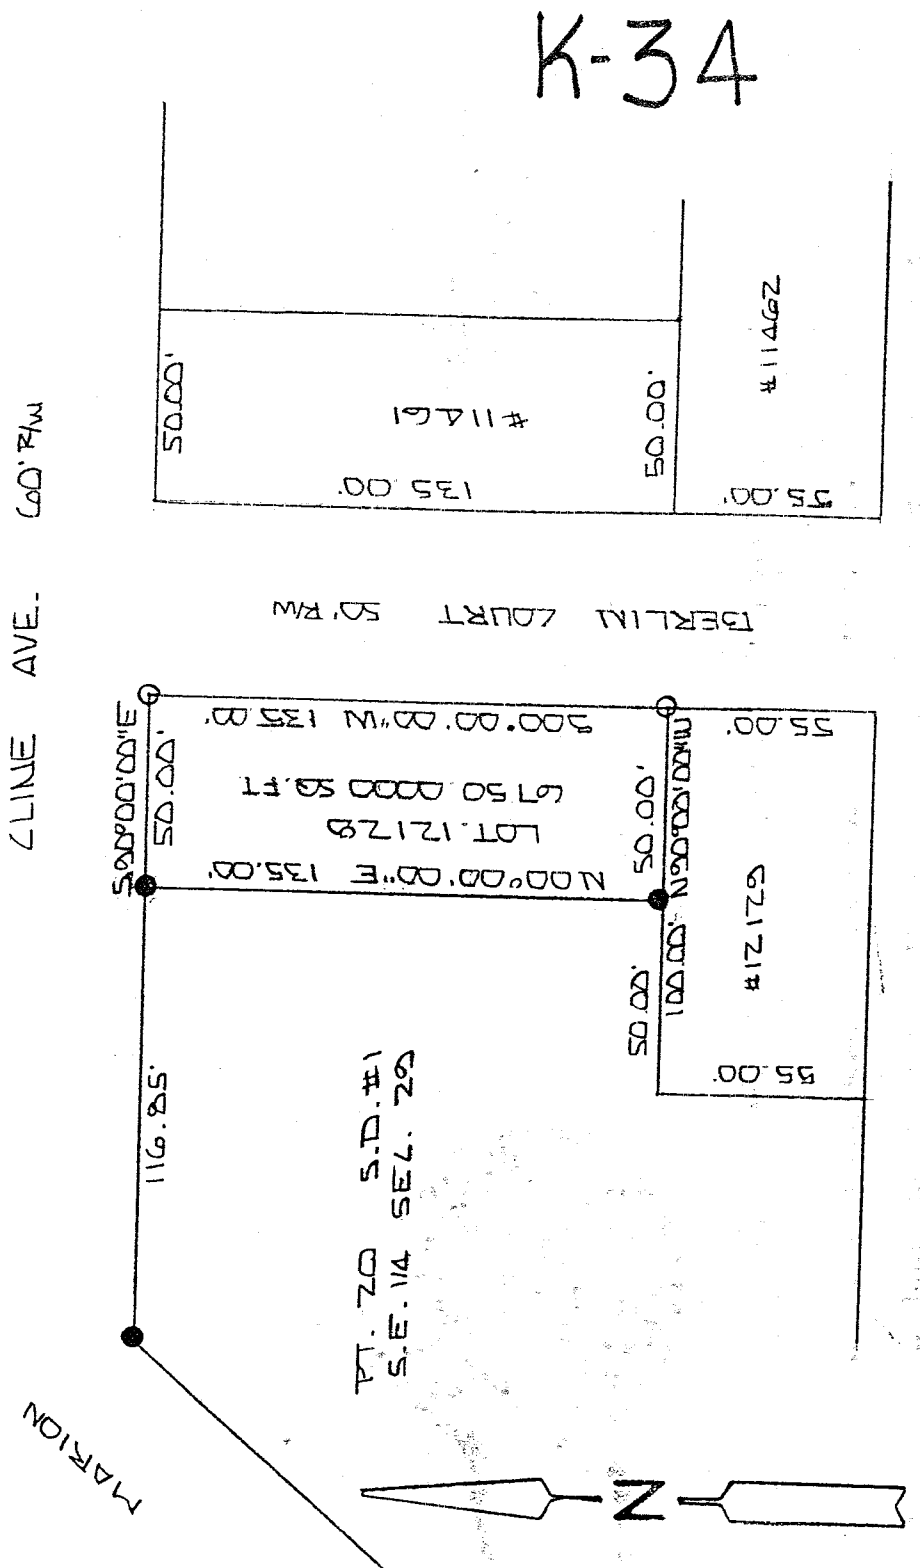 K-34
CLINE AVE. 60' R/W
50.00'
#11461
135.00'
50.00'
#11462
55.00'
BERLIN COURT 50' R/W
S.90°00'00"E
50.00'
S00°00'00"W 135.00'
6750.0000 SQ.FT
LOT. 12128
N.00°00'00"E 135.00'
50.00'
N90°00'00"W
55.00'
#12129
116.85'
50.00'
100.00'
55.00'
PT. 20 S.D. #1
S.E. 1/4 SEC. 29
MARION
N